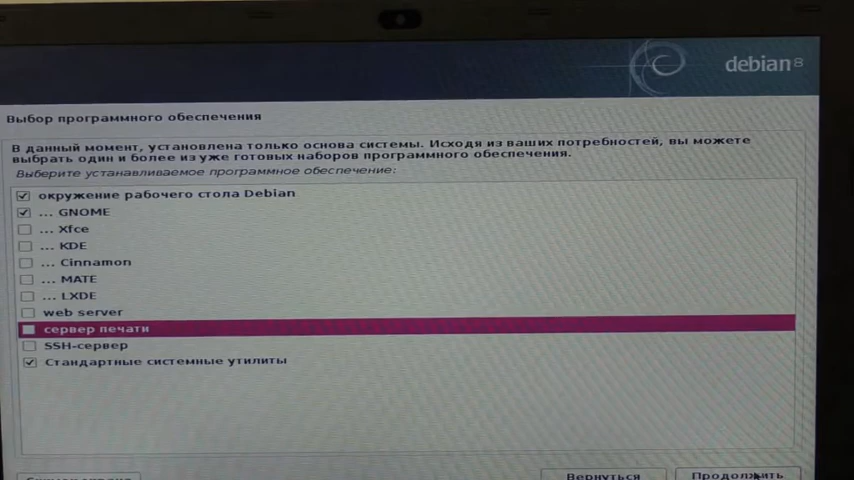 debian 8
Выбор программного обеспечения
В данный момент, установлена только основа системы. Исходя из ваших потребностей, вы можете
выбрать один и более из уже готовых наборов программного обеспечения.
Выберите устанавливаемое программное обеспечение:
окружение рабочего стола Debian
... GNOME
... Xfce
... KDE
... Cinnamon
... MATE
... LXDE
web server
сервер печати
SSH-сервер
Стандартные системные утилиты
Вернуться
Продолжить